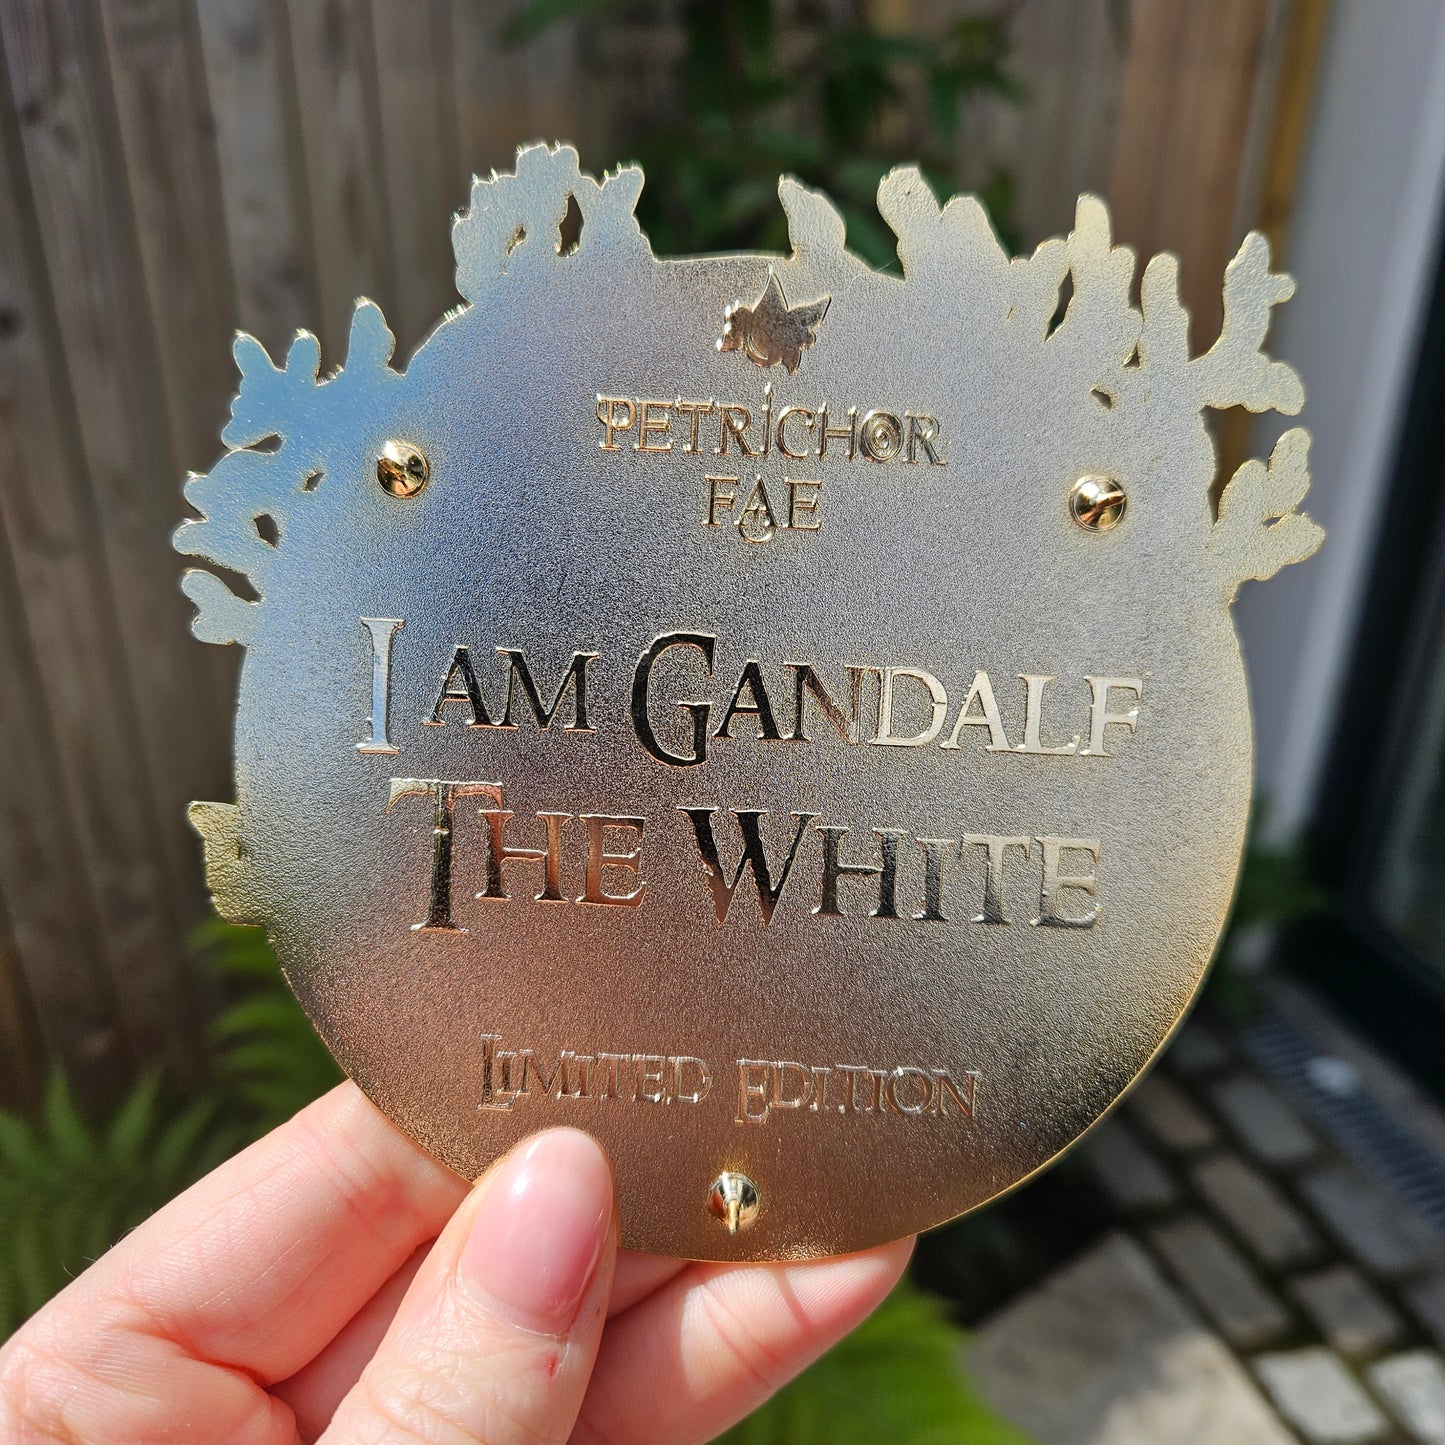 PETRICHOR
FAE
I AM GANDALF
THE WHITE
LIMITED EDITION